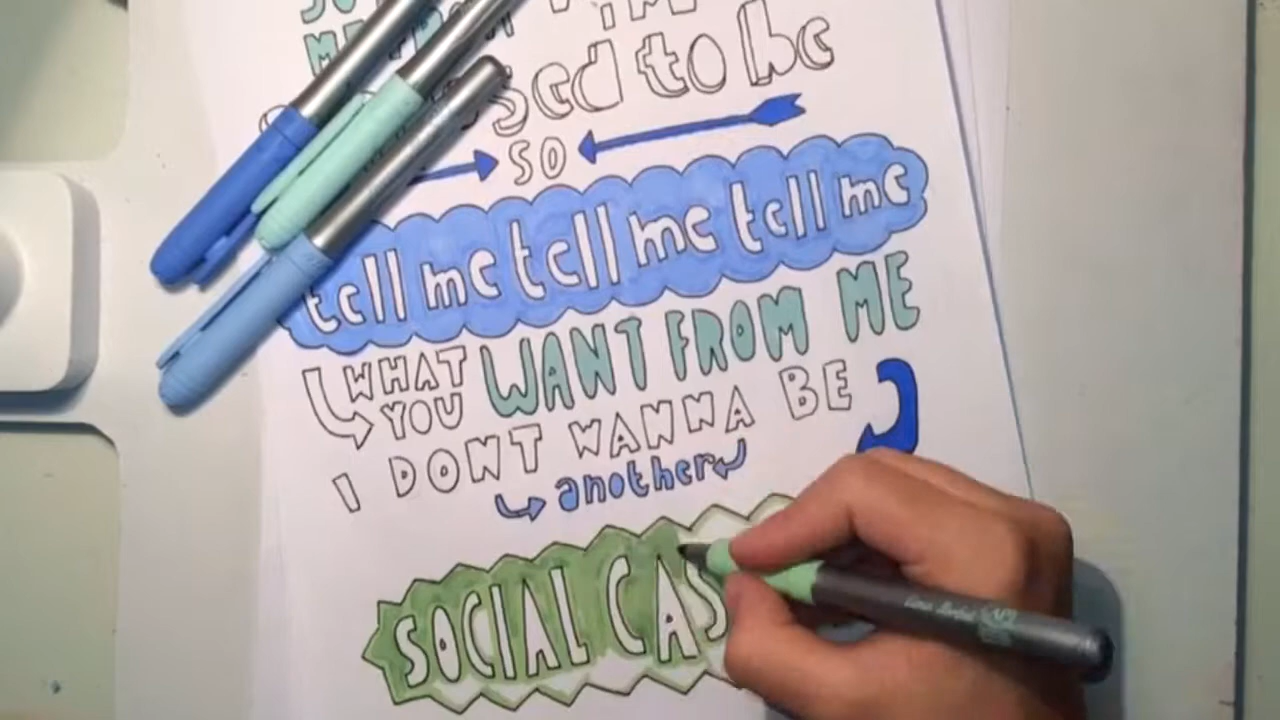 sed to be
SO
tell me tell me tell me
WHAT YOU WANT FROM ME
I DONT WANNA BE
another
SOCIAL CAS